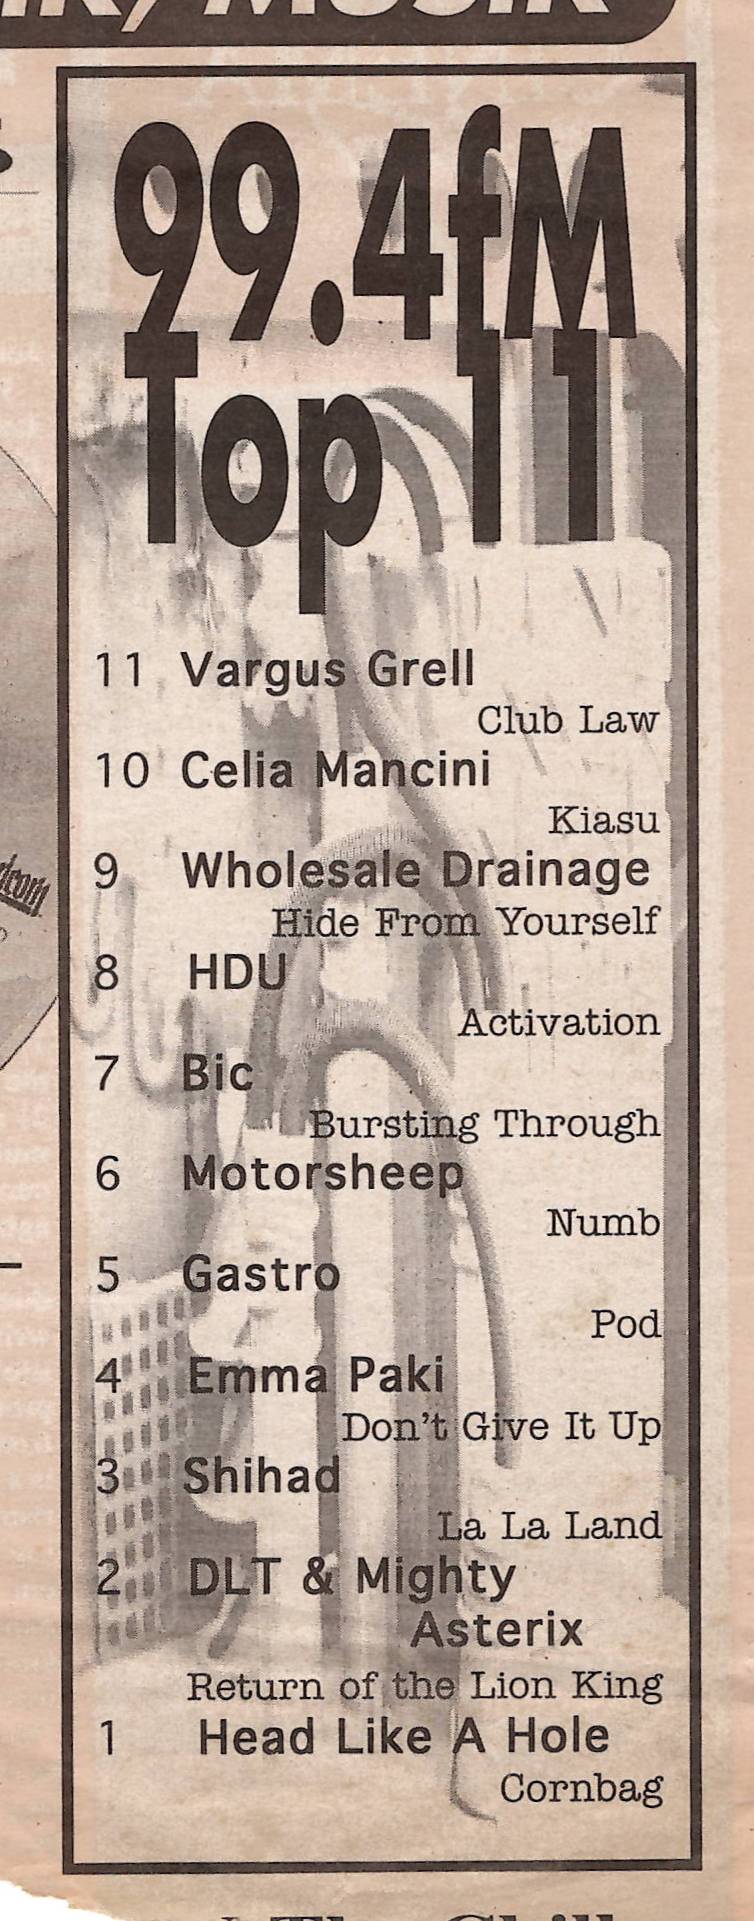 MUSIK
99.4fM
Top 11
11 Vargus Grell
Club Law
10 Celia Mancini
Kiasu
9 Wholesale Drainage
Hide From Yourself
8 HDU
Activation
7 Bic
Bursting Through
6 Motorsheep
Numb
5 Gastro
Pod
4 Emma Paki
Don't Give It Up
3 Shihad
La La Land
2 DLT & Mighty
Asterix
Return of the Lion King
1 Head Like A Hole
Cornbag